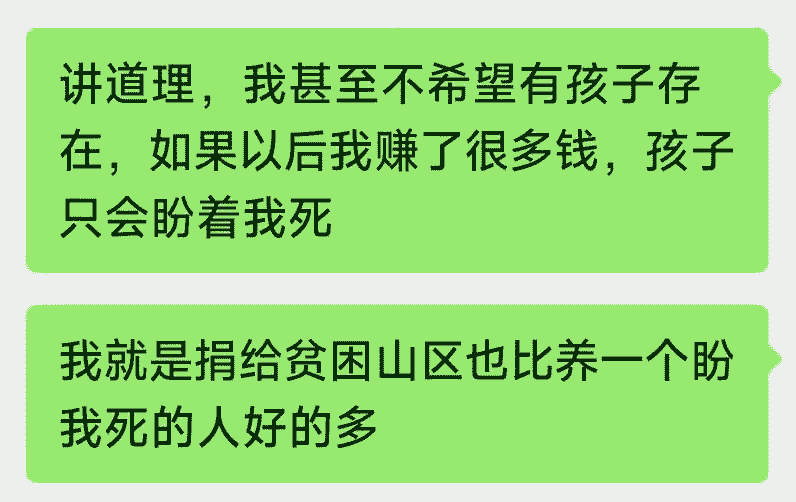 讲道理，我甚至不希望有孩子存
在，如果以后我赚了很多钱，孩子
只会盼着我死
我就是捐给贫困山区也比养一个盼
我死的人好的多